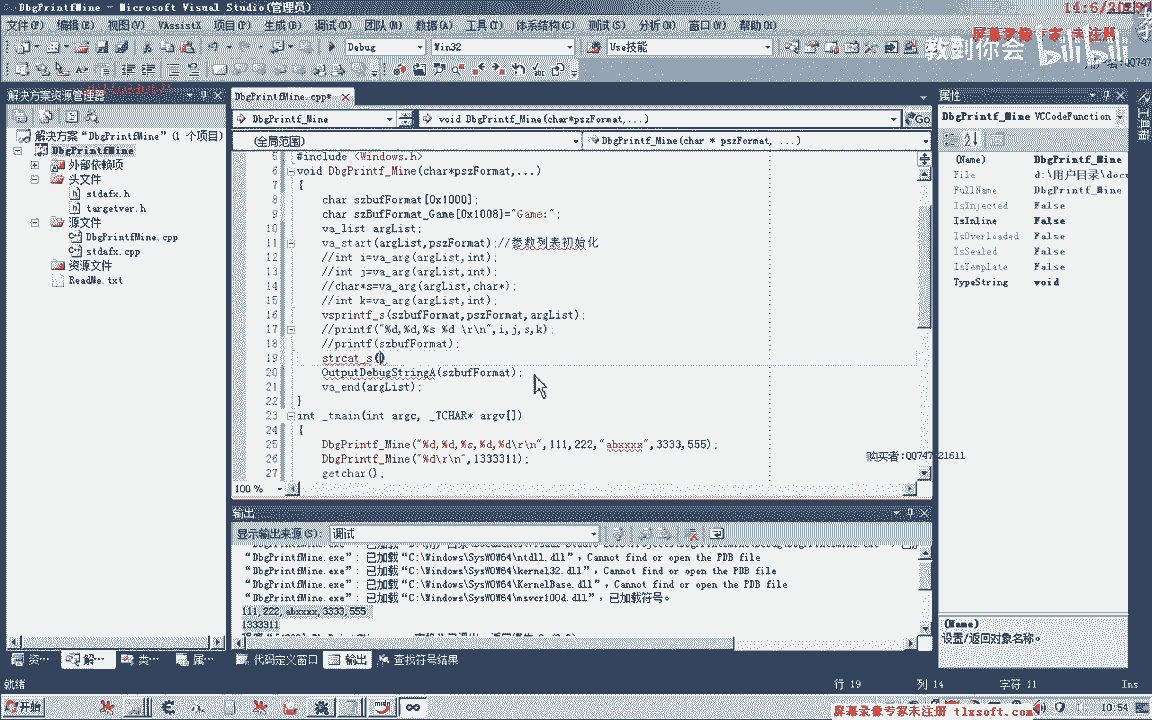 DbgPrintfMine - Microsoft Visual Studio(管理员)
文件(F) 编辑(E) 视图(V) VAssistX 项目(P) 生成(B) 调试(D) 团队(M) 数据(A) 工具(T) 体系结构(C) 测试(S) 分析(N) 窗口(W) 帮助(H)
屏幕录像专家 未注册
教到你会 bilibili
Debug Win32 Use技能
解决方案资源管理器
解决方案“DbgPrintfMine”(1 个项目)
DbgPrintfMine
外部依赖项
头文件
stdafx.h
targetver.h
源文件
DbgPrintfMine.cpp
stdafx.cpp
资源文件
ReadMe.txt
DbgPrintfMine.cpp*
DbgPrintf_Mine void DbgPrintf_Mine(char*pszFormat,...) Go
(全局范围) DbgPrintf_Mine(char * pszFormat, ...)
5 #include <Windows.h>
6 void DbgPrintf_Mine(char*pszFormat,...)
7 {
8 char szbufFormat[0x1000];
9 char szBufFormat_Game[0x1008]="Game:";
10 va_list argList;
11 va_start(argList,pszFormat);//参数列表初始化
12 //int i=va_arg(argList,int);
13 //int j=va_arg(argList,int);
14 //char*s=va_arg(argList,char*);
15 //int k=va_arg(argList,int);
16 vsprintf_s(szbufFormat,pszFormat,argList);
17 //printf("%d,%d,%s %d \r\n",i,j,s,k);
18 //printf(szbufFormat);
19 strcat_s()
20 OutputDebugStringA(szbufFormat);
21 va_end(argList);
22 }
23 int _tmain(int argc, _TCHAR* argv[])
24 {
25 DbgPrintf_Mine("%d,%d,%s,%d,%d\r\n",111,222,"abxxxx",3333,555);
26 DbgPrintf_Mine("%d\r\n",1333311);
27 getchar();
100 %
输出
显示输出来源(S): 调试
“DbgPrintfMine.exe”: 已加载“C:\Windows\SysWOW64\ntdll.dll”，Cannot find or open the PDB file
“DbgPrintfMine.exe”: 已加载“C:\Windows\SysWOW64\kernel32.dll”，Cannot find or open the PDB file
“DbgPrintfMine.exe”: 已加载“C:\Windows\SysWOW64\KernelBase.dll”，Cannot find or open the PDB file
“DbgPrintfMine.exe”: 已加载“C:\Windows\SysWOW64\msvcr100d.dll”，已加载符号。
111,222,abxxxx,3333,555
1333311
属性
DbgPrintf_Mine VCCodeFunction
(Name) DbgPrintf_Mine
File d:\用户目录\docu
FullName DbgPrintf_Mine
IsInjected False
IsInline False
IsOverloaded False
IsSealed False
IsTemplate False
TypeString void
(Name)
设置/返回对象名称。
工具箱
资... 解... 类... 属...
代码定义窗口 输出 查找符号结果
就绪 行 19 列 14 字符 11 Ins
开始 10:54
屏幕录像专家未注册 tlxsoft.com